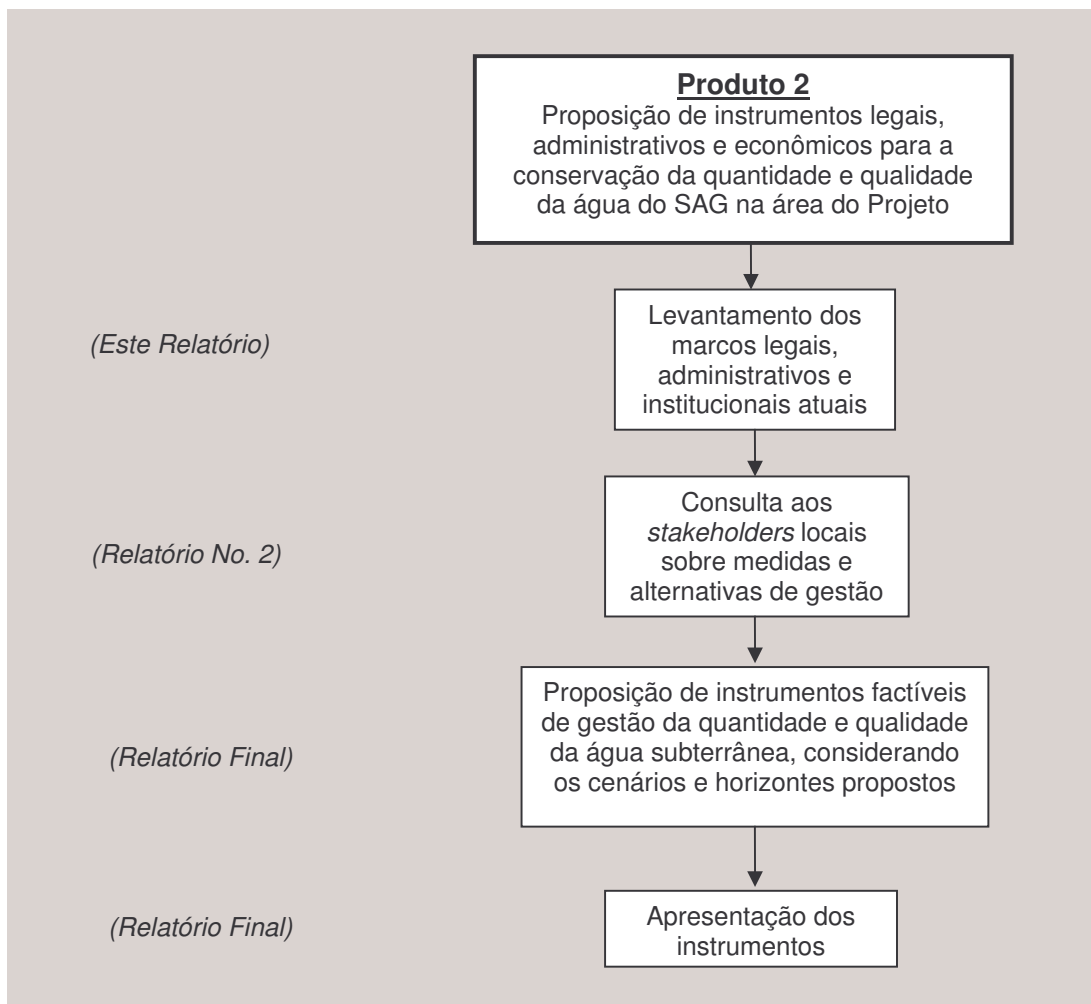 Produto 2
Proposição de instrumentos legais,
administrativos e econômicos para a
conservação da quantidade e qualidade
da água do SAG na área do Projeto
(Este Relatório)
Levantamento dos
marcos legais,
administrativos e
institucionais atuais
(Relatório No. 2)
Consulta aos
stakeholders locais
sobre medidas e
alternativas de gestão
(Relatório Final)
Proposição de instrumentos factíveis
de gestão da quantidade e qualidade
da água subterrânea, considerando
os cenários e horizontes propostos
(Relatório Final)
Apresentação dos
instrumentos